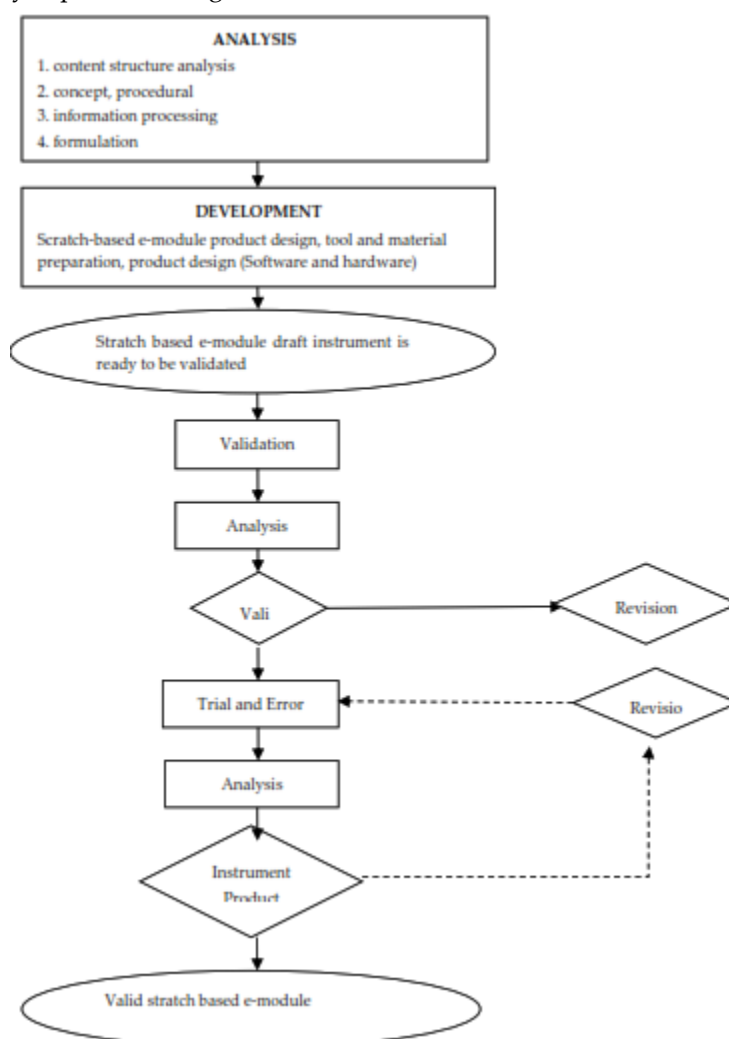 ANALYSIS
1. content structure analysis
2. concept, procedural
3. information processing
4. formulation
DEVELOPMENT
Scratch-based e-module product design, tool and material
preparation, product design (Software and hardware)
Stratch based e-module draft instrument is
ready to be validated
Validation
Analysis
Vali
Revision
Trial and Error
Revisio
Analysis
Instrument
Product
Valid stratch based e-module